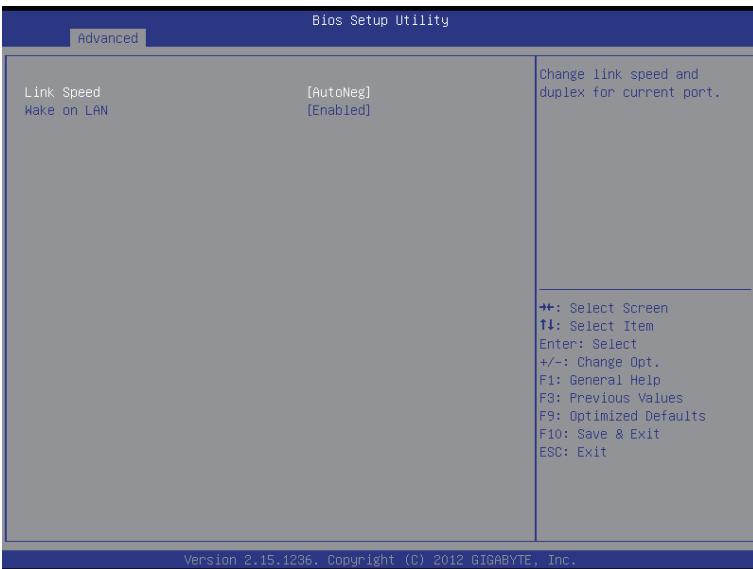 Bios Setup Utility
Advanced
Link Speed [AutoNeg]
Wake on LAN [Enabled]
Change link speed and
duplex for current port.
→←: Select Screen
↑↓: Select Item
Enter: Select
+/-: Change Opt.
F1: General Help
F3: Previous Values
F9: Optimized Defaults
F10: Save & Exit
ESC: Exit
Version 2.15.1236. Copyright (C) 2012 GIGABYTE, Inc.